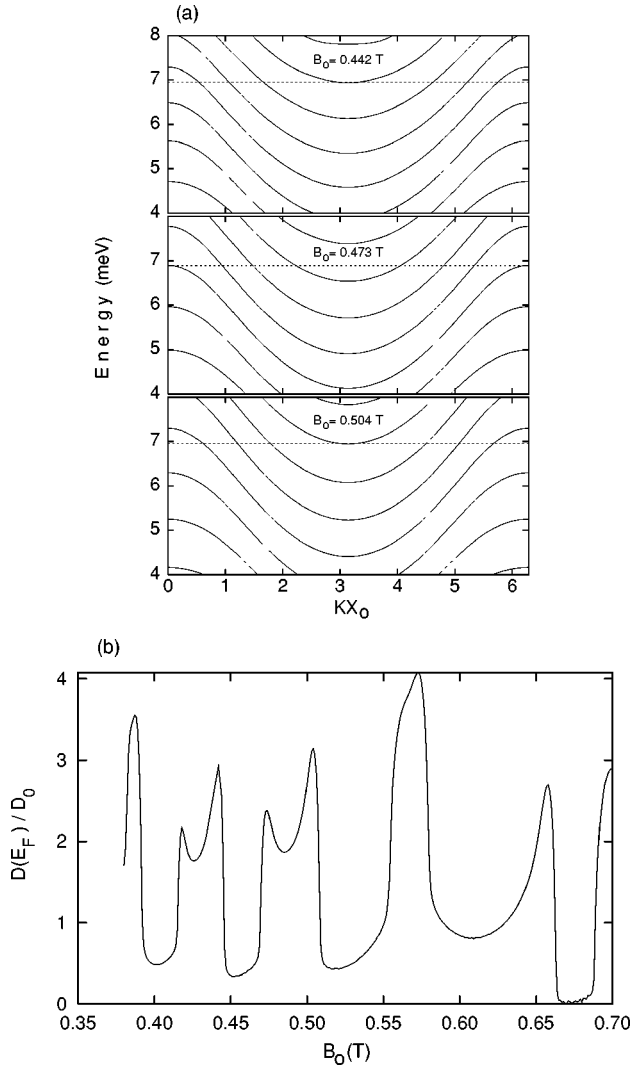 (a)
8
B₀= 0.442 T
7
6
5
4
B₀= 0.473 T
7
6
5
4
Energy (meV)
B₀= 0.504 T
7
6
5
4
0 1 2 3 4 5 6
KX₀
(b)
4
3
2
1
0
D(E_F) / D₀
0.35 0.40 0.45 0.50 0.55 0.60 0.65 0.70
B₀(T)